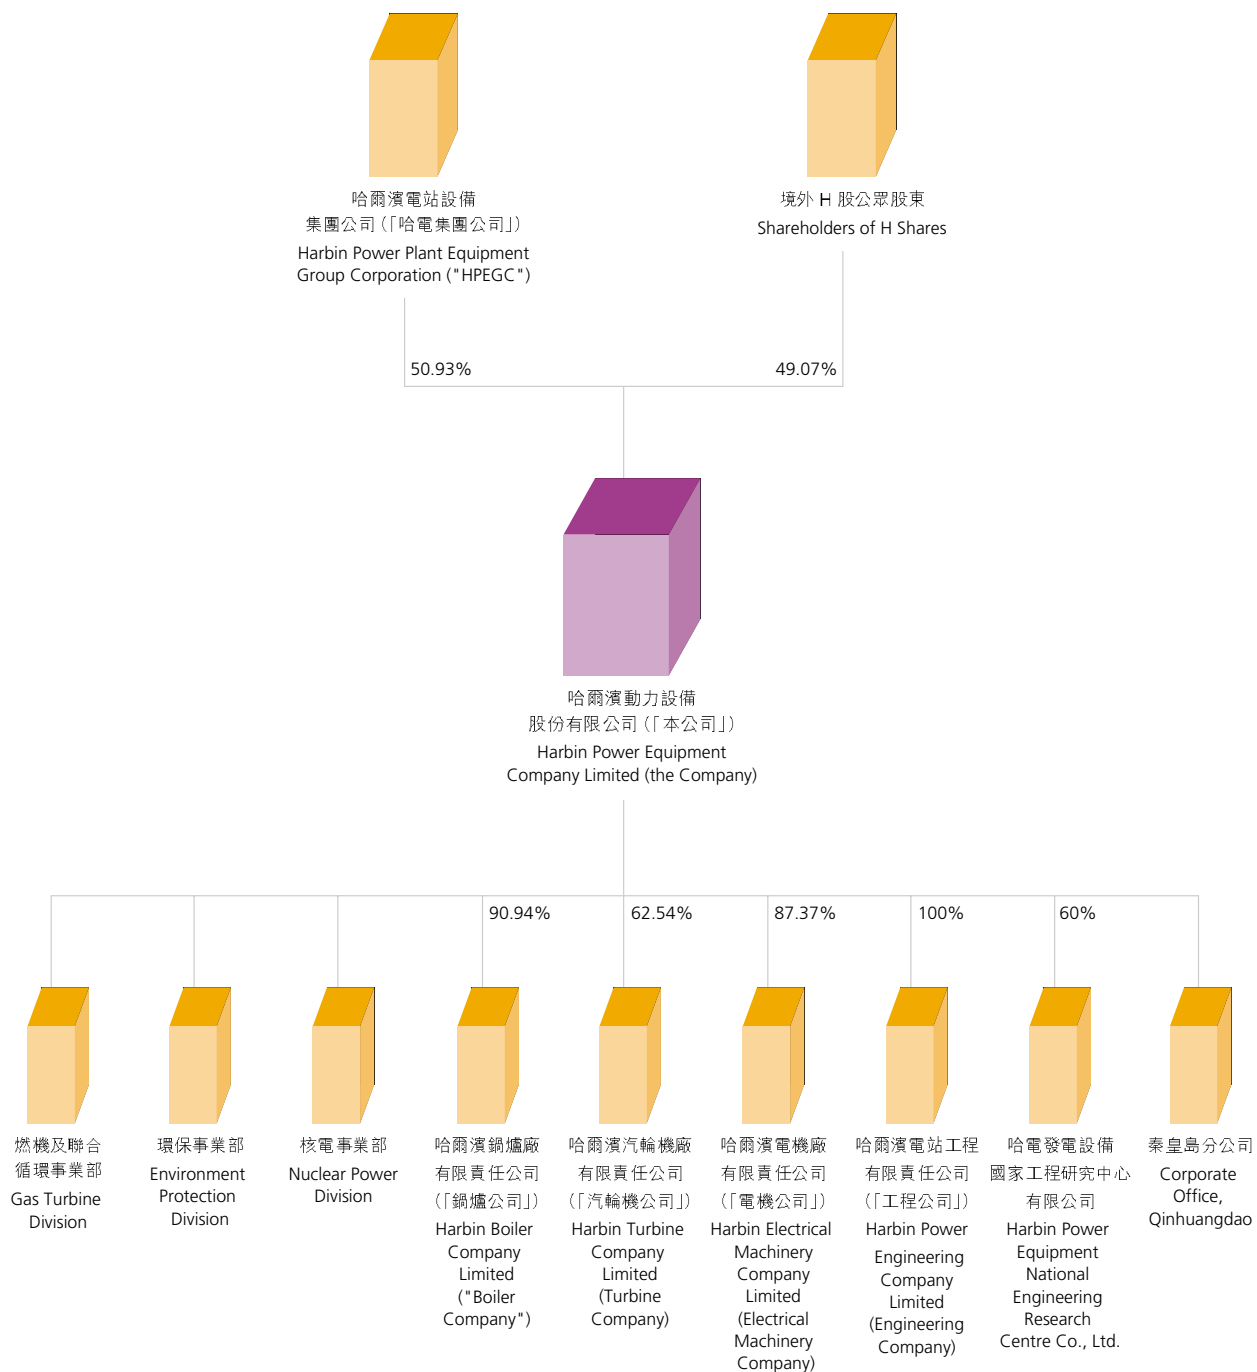 哈爾濱電站設備
集團公司(「哈電集團公司」)
Harbin Power Plant Equipment
Group Corporation ("HPEGC")
境外 H 股公眾股東
Shareholders of H Shares
50.93%
49.07%
哈爾濱動力設備
股份有限公司(「本公司」)
Harbin Power Equipment
Company Limited (the Company)
90.94%
62.54%
87.37%
100%
60%
燃機及聯合
循環事業部
Gas Turbine
Division
環保事業部
Environment
Protection
Division
核電事業部
Nuclear Power
Division
哈爾濱鍋爐廠
有限責任公司
(「鍋爐公司」)
Harbin Boiler
Company
Limited
("Boiler
Company")
哈爾濱汽輪機廠
有限責任公司
(「汽輪機公司」)
Harbin Turbine
Company
Limited
(Turbine
Company)
哈爾濱電機廠
有限責任公司
(「電機公司」)
Harbin Electrical
Machinery
Company
Limited
(Electrical
Machinery
Company)
哈爾濱電站工程
有限責任公司
(「工程公司」)
Harbin Power
Engineering
Company
Limited
(Engineering
Company)
哈電發電設備
國家工程研究中心
有限公司
Harbin Power
Equipment
National
Engineering
Research
Centre Co., Ltd.
秦皇島分公司
Corporate
Office,
Qinhuangdao